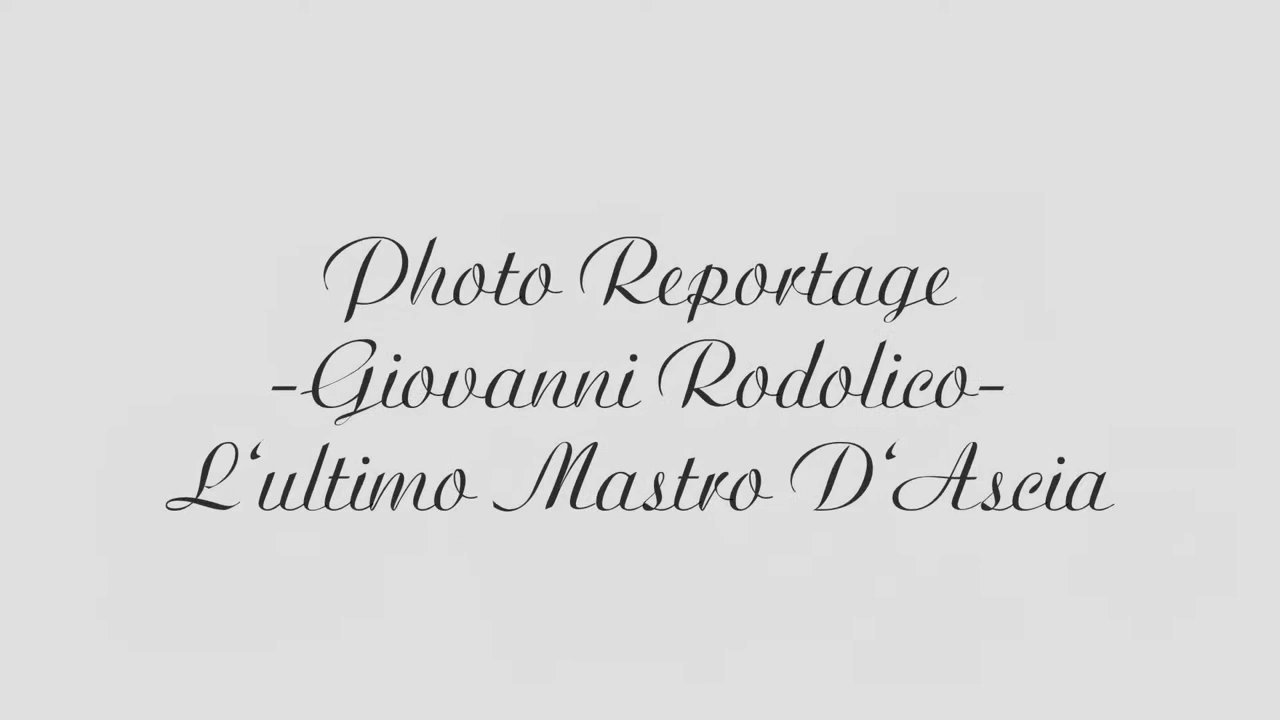 Photo Reportage
-Giovanni Rodolico-
L‘ultimo Mastro D‘Ascia